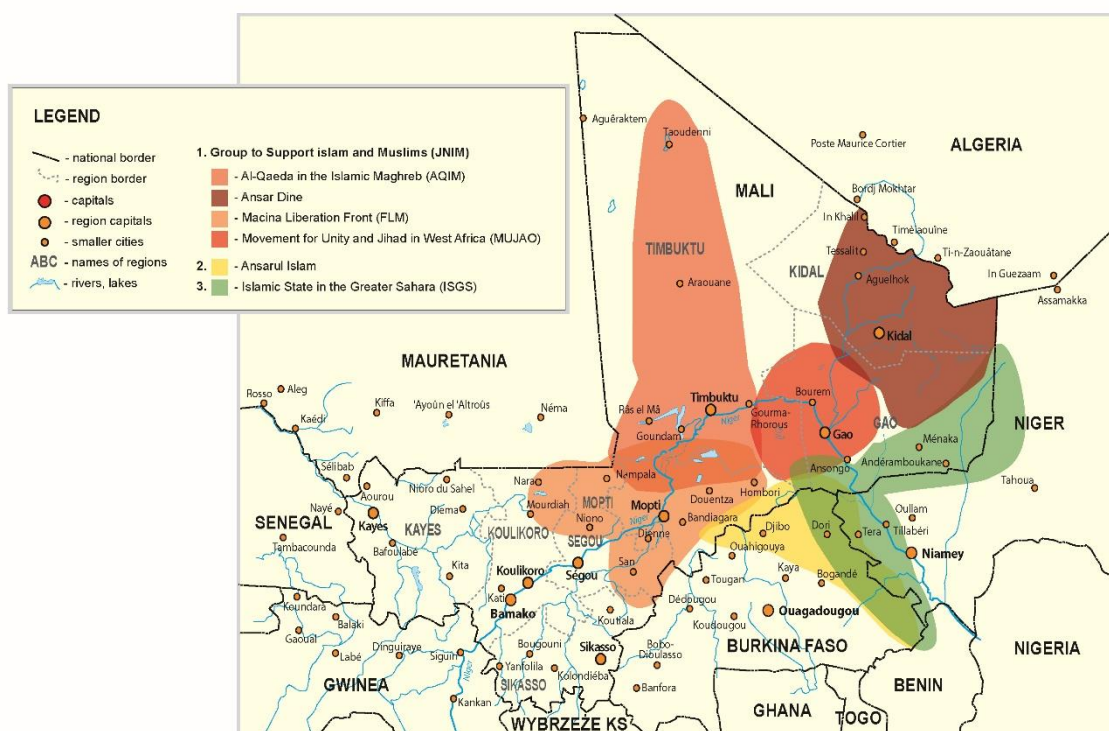 LEGEND
- national border
- region border
- capitals
- region capitals
- smaller cities
ABC - names of regions
- rivers, lakes
1. Group to Support islam and Muslims (JNIM)
- Al-Qaeda in the Islamic Maghreb (AQIM)
- Ansar Dine
- Macina Liberation Front (FLM)
- Movement for Unity and Jihad in West Africa (MUJAO)
2. - Ansarul Islam
3. - Islamic State in the Greater Sahara (ISGS)
Aguêraktem
Taoudenni
Poste Maurice Cortier
ALGERIA
MALI
Bordj Mokhtar
In Khalil
Timéiaouîne
TIMBUKTU
Tessalit
Ti-n-Zaouâtane
KIDAL
Araouane
Aguelhok
In Guezaam
Assamakka
Kidal
MAURETANIA
Rosso
Aleg
Kiffa
'Ayoûn el 'Altroûs
Néma
Kaédi
Râs el Mâ
Timbuktu
Niger
Goundam
Gourma-
Rhorous
Bourem
Gao
GAO
NIGER
Ménaka
Ansongo
Andéramboukane
Sélibab
Aourou
Nioro du Sahel
Nara
Nampala
Hombori
Tahoua
Nayé
Kayes
Diema
Mourdiah
MOPTI
Douentza
SENEGAL
KAYES
KOULIKORO
Niono
Niger
Mopti
Bandiagara
Djibo
Dori
Tera
Oullam
Tillabéri
Tambacounda
Bafoulabé
SEGOU
Djenne
Ouahigouya
Niamey
Kita
Koulikoro
Ségou
San
Tougan
Kaya
Bogandé
Kati
Bamako
Koundara
Balaki
Koutiala
Dédougou
Koudougou
Ouagadougou
Gaoual
Labé
Dinguiraye
Siguin
Bougouni
Sikasso
Bobo-
Dioulasso
BURKINA FASO
NIGERIA
Niger
Yanfolila
SIKASSO
Kolondiéba
Banfora
GWINEA
Kankan
BENIN
GHANA
TOGO
WYBRZEŻE KS